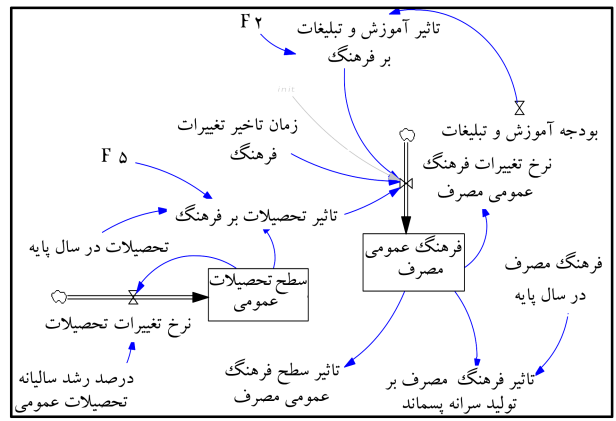 F ۲
تاثیر آموزش و تبلیغات
بر فرهنگ
init
بودجه آموزش و تبلیغات
زمان تاخیر تغییرات
فرهنگ
نرخ تغییرات فرهنگ
عمومی مصرف
F ۵
تاثیر تحصیلات بر فرهنگ
تحصیلات در سال پایه
فرهنگ عمومی
مصرف
فرهنگ مصرف
در سال پایه
سطح تحصیلات
عمومی
نرخ تغییرات تحصیلات
درصد رشد سالیانه
تحصیلات عمومی
تاثیر سطح فرهنگ
عمومی مصرف
تاثیر فرهنگ مصرف بر
تولید سرانه پسماند